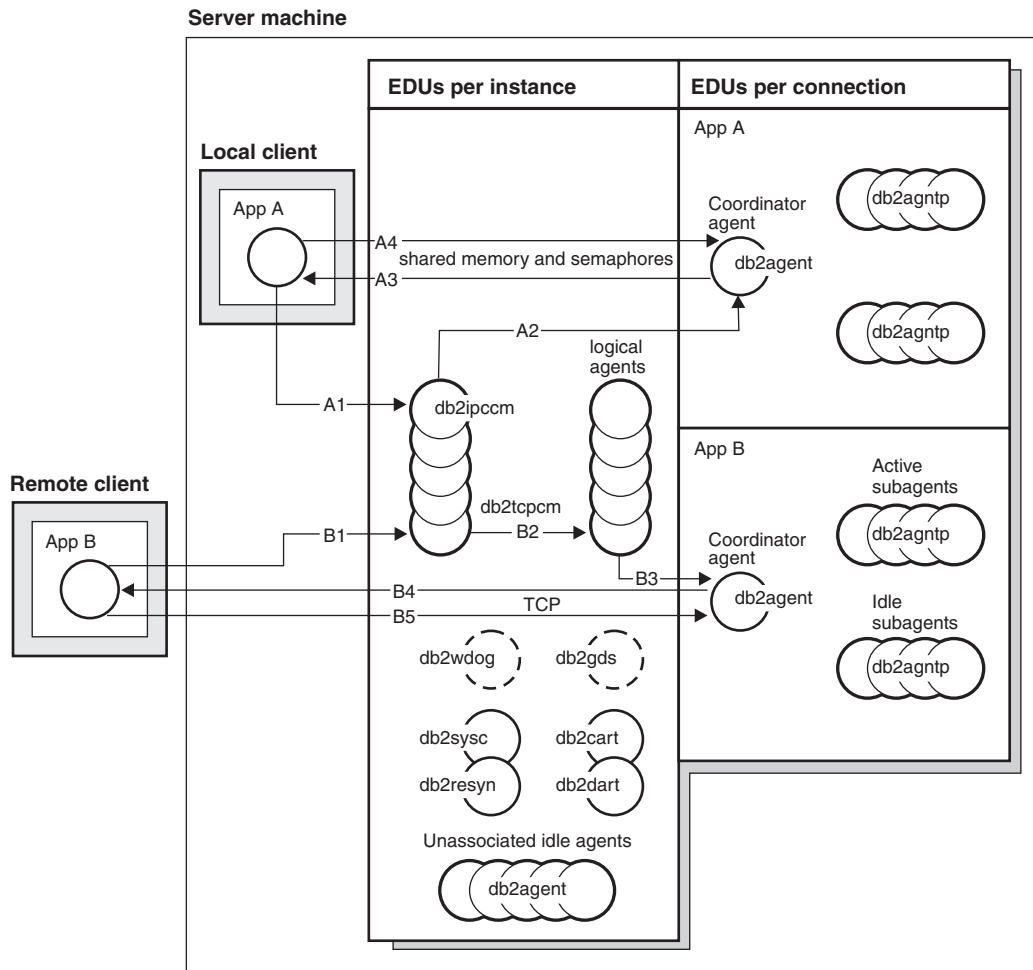 Server machine
EDUs per instance
EDUs per connection
Local client
App A
App A
Coordinator
agent
db2agent
db2agntp
db2agntp
A4
shared memory and semaphores
A3
A2
logical
agents
A1
db2ipccm
Remote client
App B
db2tcpcm
B1
B2
B3
B4
TCP
B5
App B
Active
subagents
db2agntp
Coordinator
agent
db2agent
Idle
subagents
db2agntp
db2wdog
db2gds
db2sysc
db2cart
db2resyn
db2dart
Unassociated idle agents
db2agent